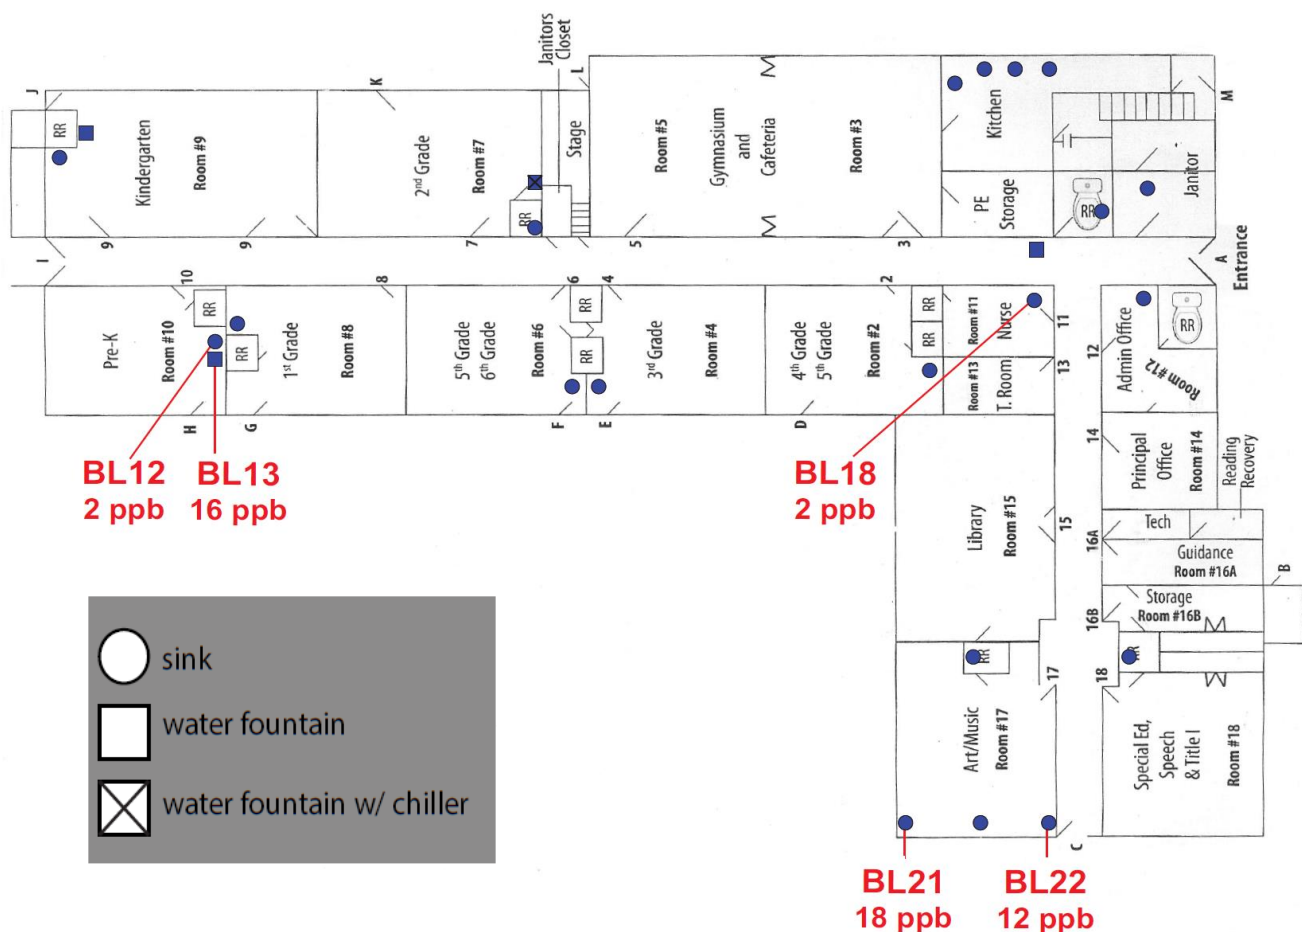 Janitors
Closet
J
K
L
M
RR
Kindergarten
Room #9
2nd Grade
Room #7
RR
Stage
Room #5
Gymnasium
and
Cafeteria
Room #3
Kitchen
PE
Storage
RR
Janitor
I
9
9
7
5
3
A
Entrance
10
8
6
4
2
11
Pre-K
Room #10
RR
RR
1st Grade
Room #8
5th Grade
6th Grade
Room #6
RR
RR
3rd Grade
Room #4
4th Grade
5th Grade
Room #2
RR
RR
Room #11
Nurse
Room #13
T. Room
13
12
Admin Office
Room #12
RR
H
G
F
E
D
14
Principal
Office
Room #14
Reading
Recovery
BL12
2 ppb
BL13
16 ppb
BL18
2 ppb
Library
Room #15
15
16A
Tech
Guidance
Room #16A
B
Storage
Room #16B
16B
RR
17
18
RR
Art/Music
Room #17
Special Ed,
Speech
& Title I
Room #18
C
sink
water fountain
water fountain w/ chiller
BL21
18 ppb
BL22
12 ppb